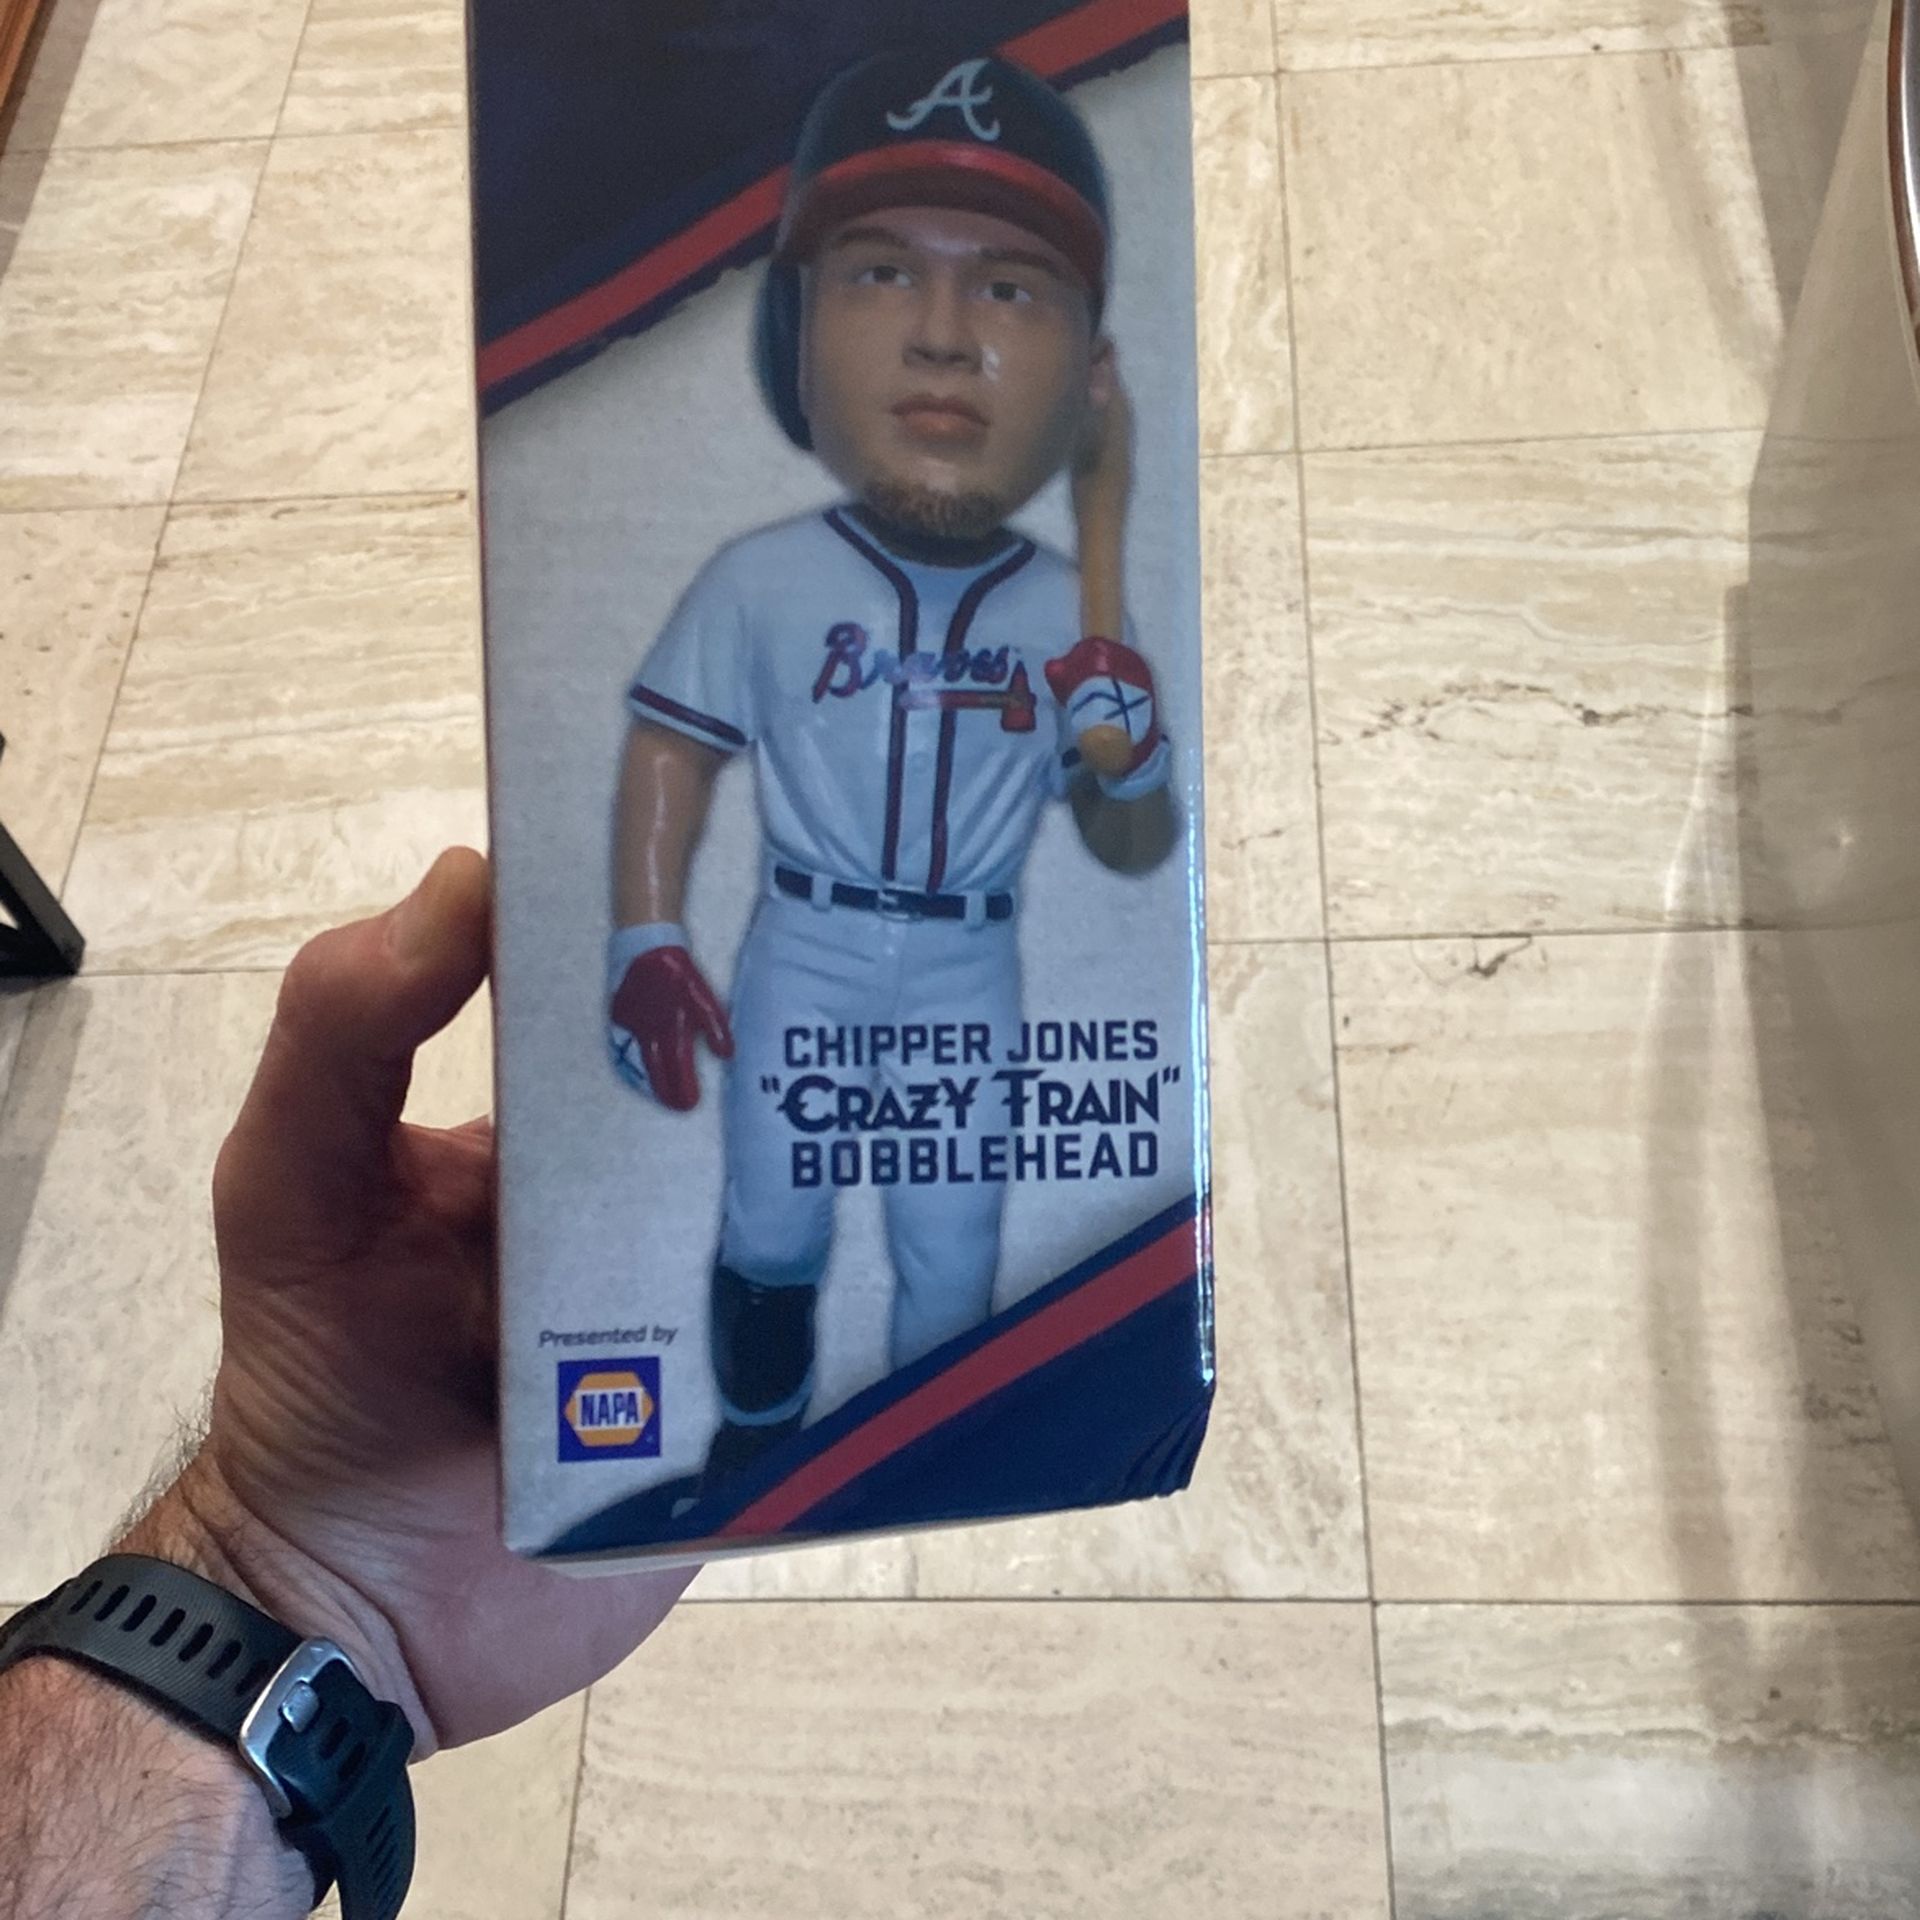 A
Braves
CHIPPER JONES
"CRAZY TRAIN"
BOBBLEHEAD
Presented by
NAPA